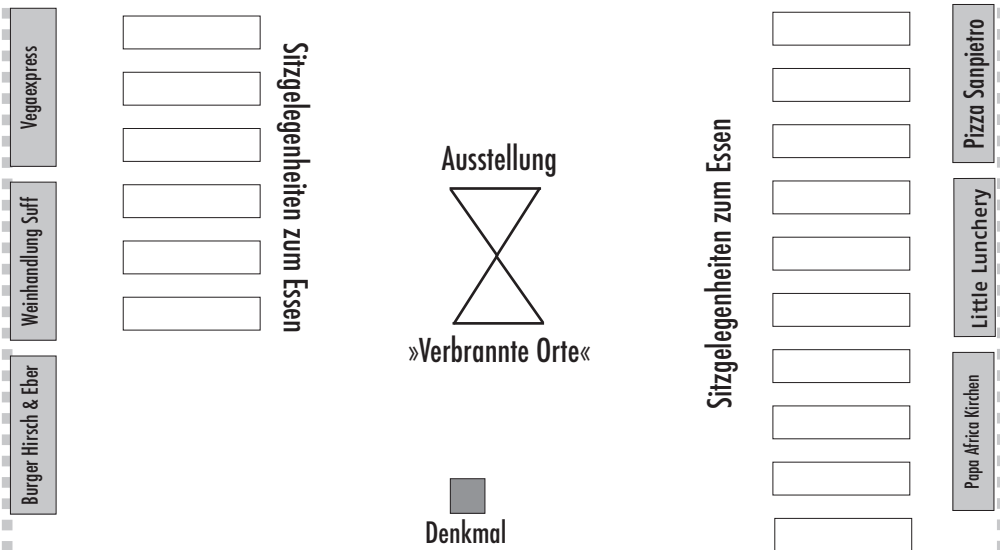 Vegaexpress
Weinhandlung Suff
Burger Hirsch & Eber
Sitzgelegenheiten zum Essen
Ausstellung
»Verbrannte Orte«
Denkmal
Sitzgelegenheiten zum Essen
Pizza Sanpietro
Little Lunchery
Papa Africa Kirchen